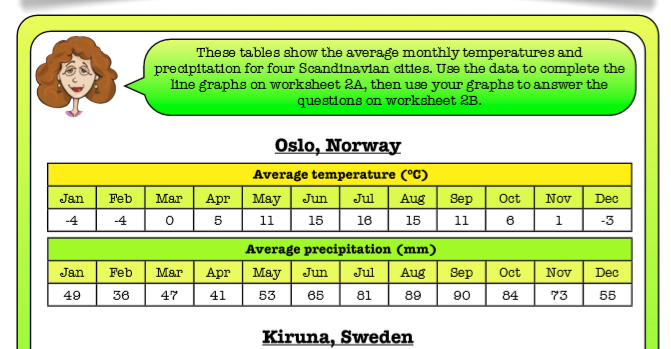 These tables show the average monthly temperatures and
precipitation for four Scandinavian cities. Use the data to complete the
line graphs on worksheet 2A, then use your graphs to answer the
questions on worksheet 2B.
Oslo, Norway
Average temperature (°C)
Jan Feb Mar Apr May Jun Jul Aug Sep Oct Nov Dec
-4 -4 0 5 11 15 16 15 11 6 1 -3
Average precipitation (mm)
Jan Feb Mar Apr May Jun Jul Aug Sep Oct Nov Dec
49 36 47 41 53 65 81 89 90 84 73 55
Kiruna, Sweden